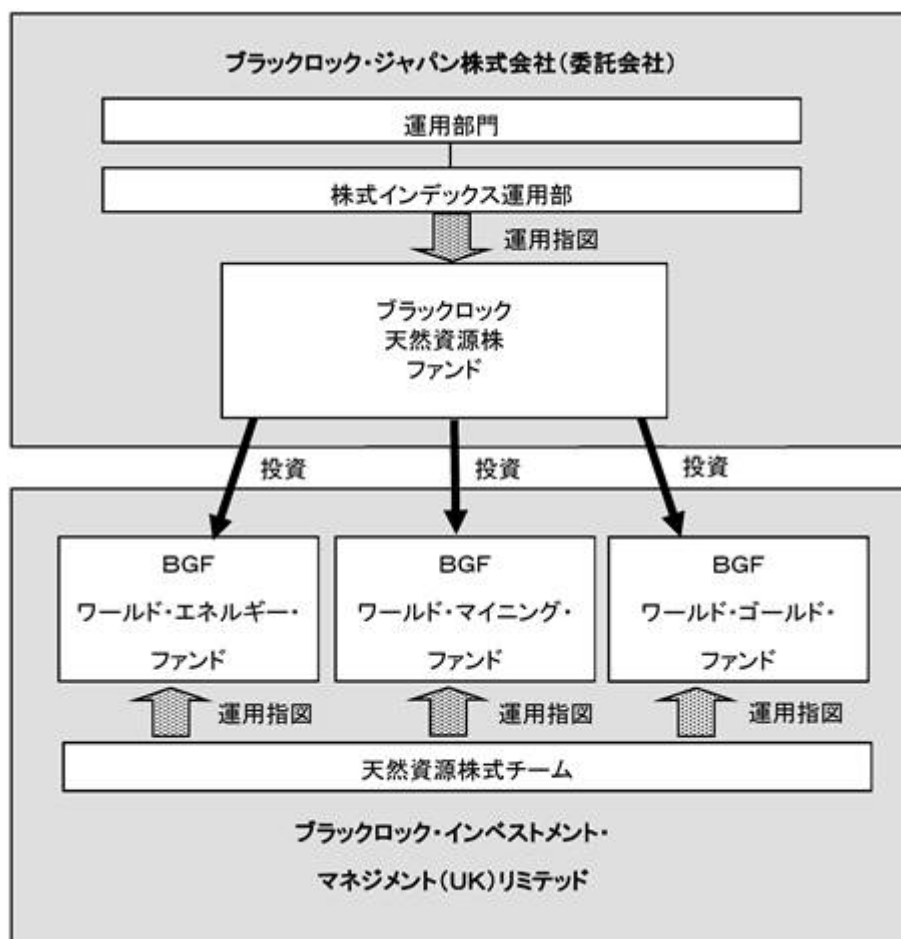 ブラックロック・ジャパン株式会社(委託会社)
運用部門
株式インデックス運用部
運用指図
ブラックロック
天然資源株
ファンド
投資
投資
投資
BGF
ワールド・エネルギー・
ファンド
BGF
ワールド・マイニング・
ファンド
BGF
ワールド・ゴールド・
ファンド
運用指図
運用指図
運用指図
天然資源株式チーム
ブラックロック・インベストメント・
マネジメント(UK)リミテッド